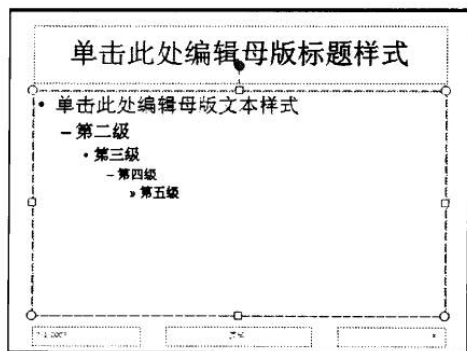 单击此处编辑母版标题样式
• 单击此处编辑母版文本样式
– 第二级
• 第三级
– 第四级
» 第五级